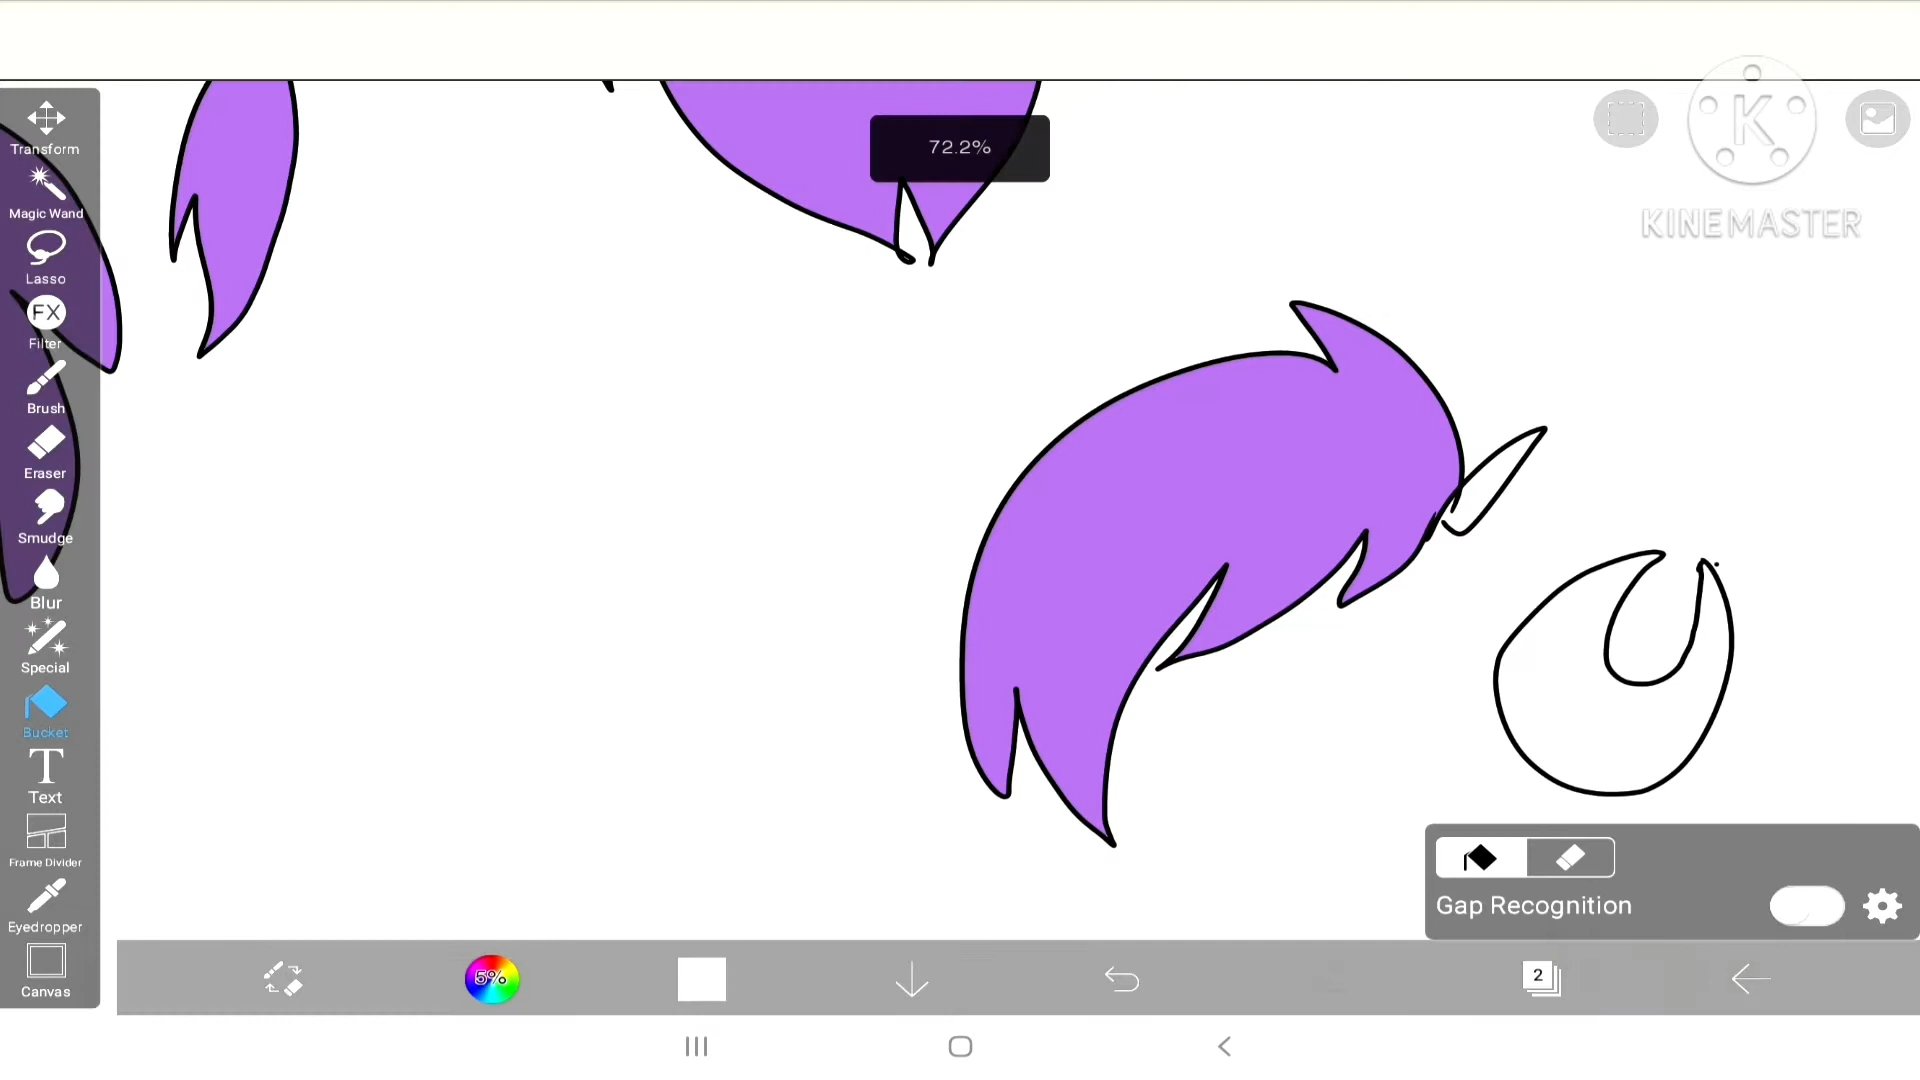 72.2%
K
KINEMASTER
Transform
Magic Wand
Lasso
FX
Filter
Brush
Eraser
Smudge
Blur
Special
Bucket
T
Text
Frame Divider
Eyedropper
Canvas
Gap Recognition
5%
2